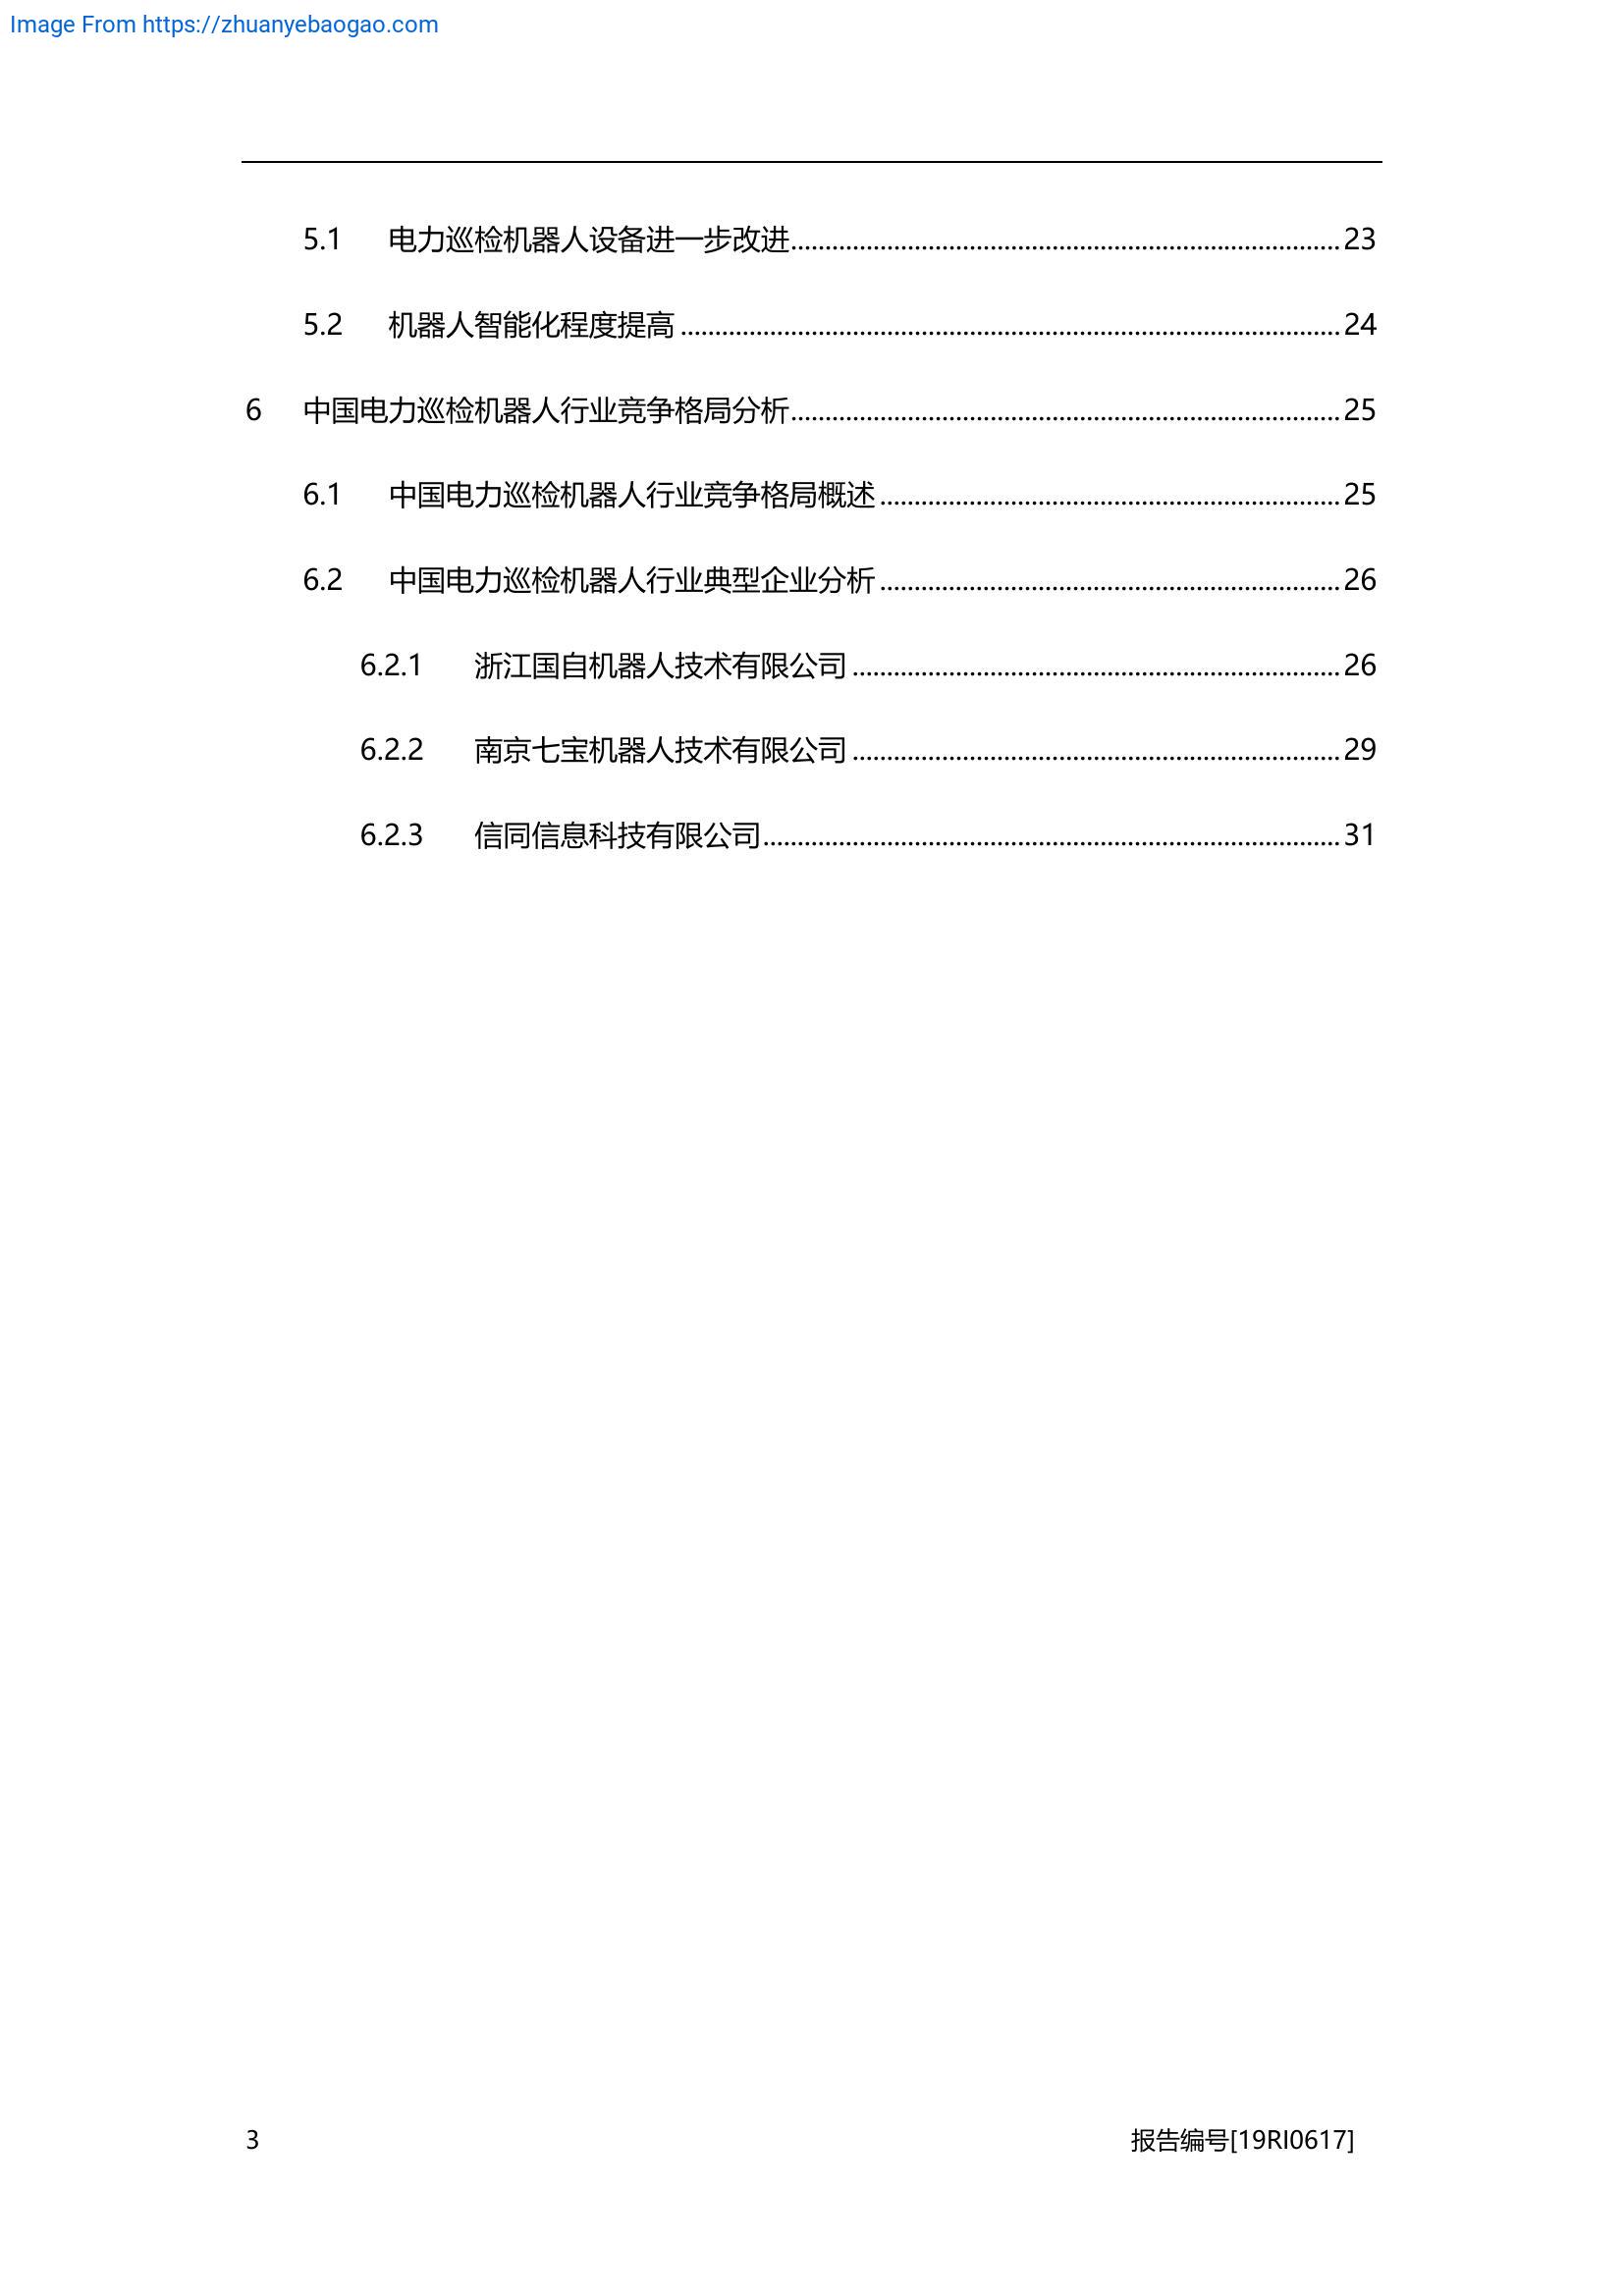 Image From https://zhuanyebaogao.com
5.1 电力巡检机器人设备进一步改进 23
5.2 机器人智能化程度提高 24
6 中国电力巡检机器人行业竞争格局分析 25
6.1 中国电力巡检机器人行业竞争格局概述 25
6.2 中国电力巡检机器人行业典型企业分析 26
6.2.1 浙江国自机器人技术有限公司 26
6.2.2 南京七宝机器人技术有限公司 29
6.2.3 信同信息科技有限公司 31
3 报告编号[19RI0617]